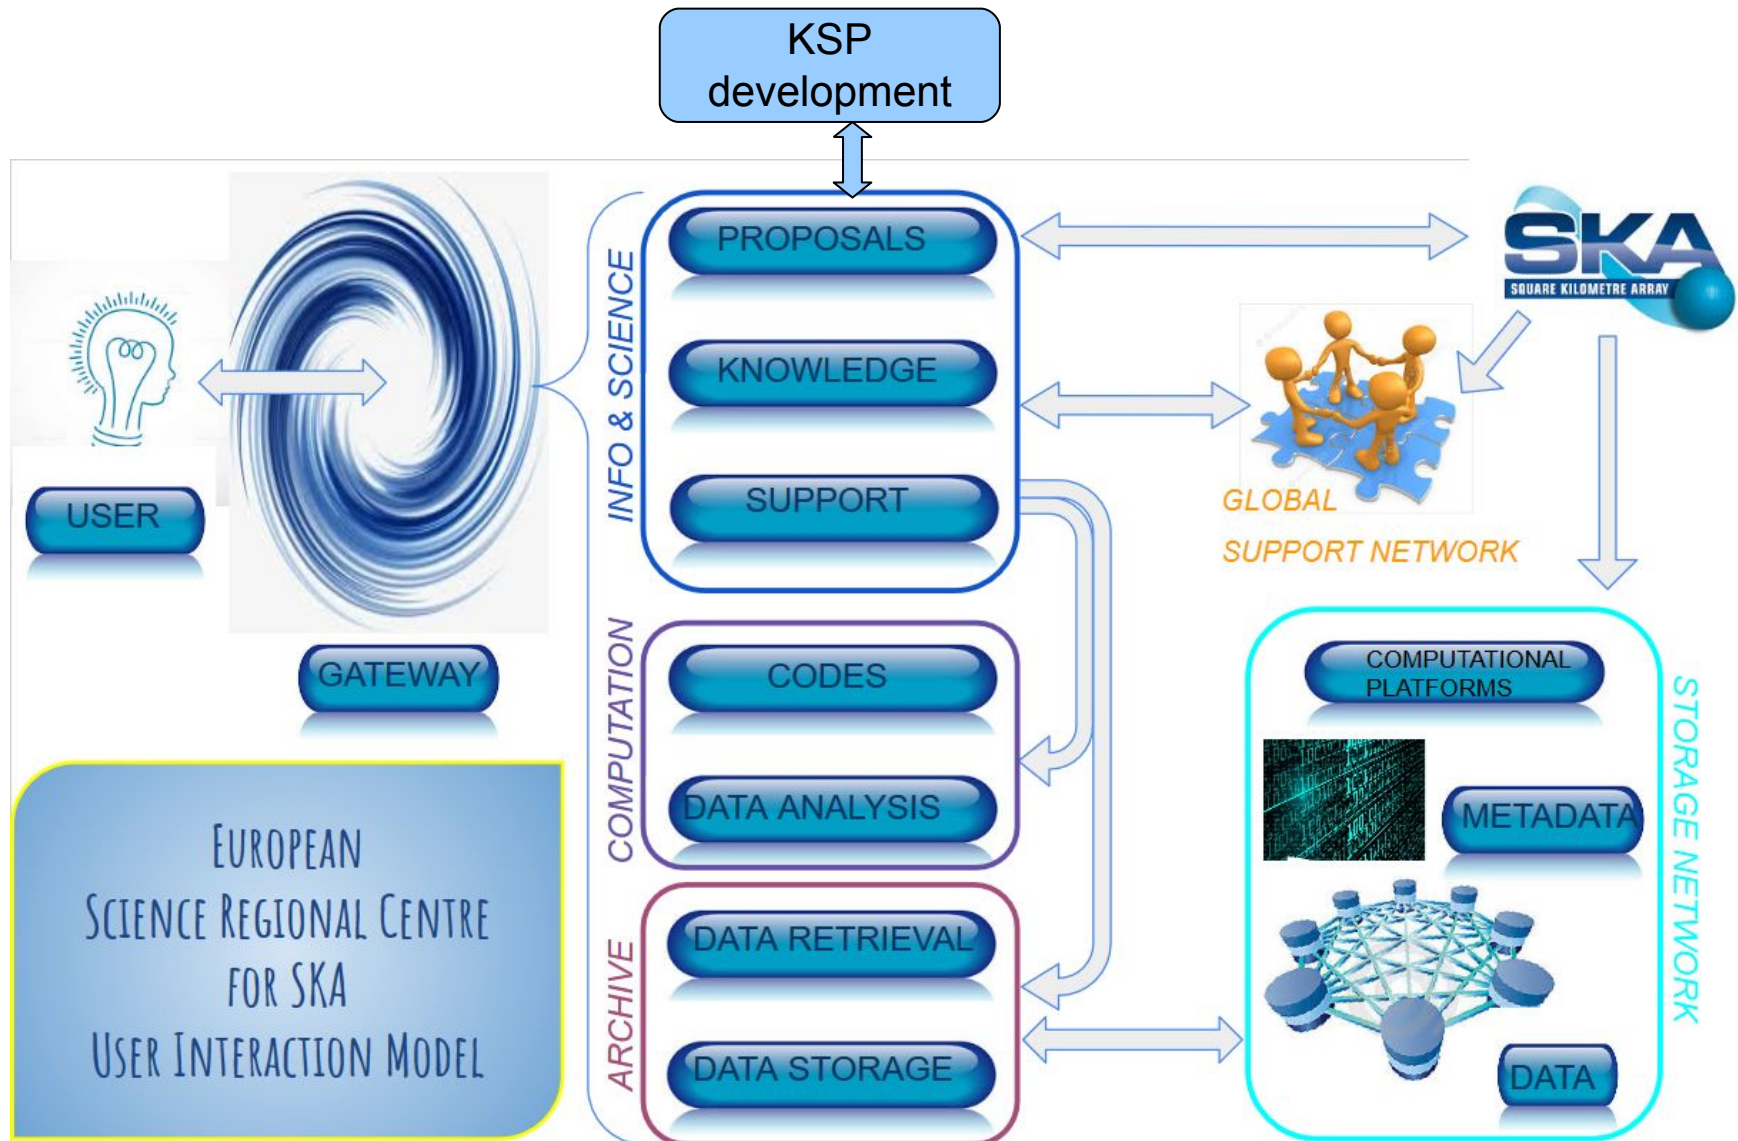 KSP
development
PROPOSALS
KNOWLEDGE
SUPPORT
INFO & SCIENCE
CODES
DATA ANALYSIS
COMPUTATION
DATA RETRIEVAL
DATA STORAGE
ARCHIVE
USER
GATEWAY
EUROPEAN
SCIENCE REGIONAL CENTRE
FOR SKA
USER INTERACTION MODEL
SKA
SQUARE KILOMETRE ARRAY
GLOBAL
SUPPORT NETWORK
COMPUTATIONAL
PLATFORMS
METADATA
DATA
STORAGE NETWORK